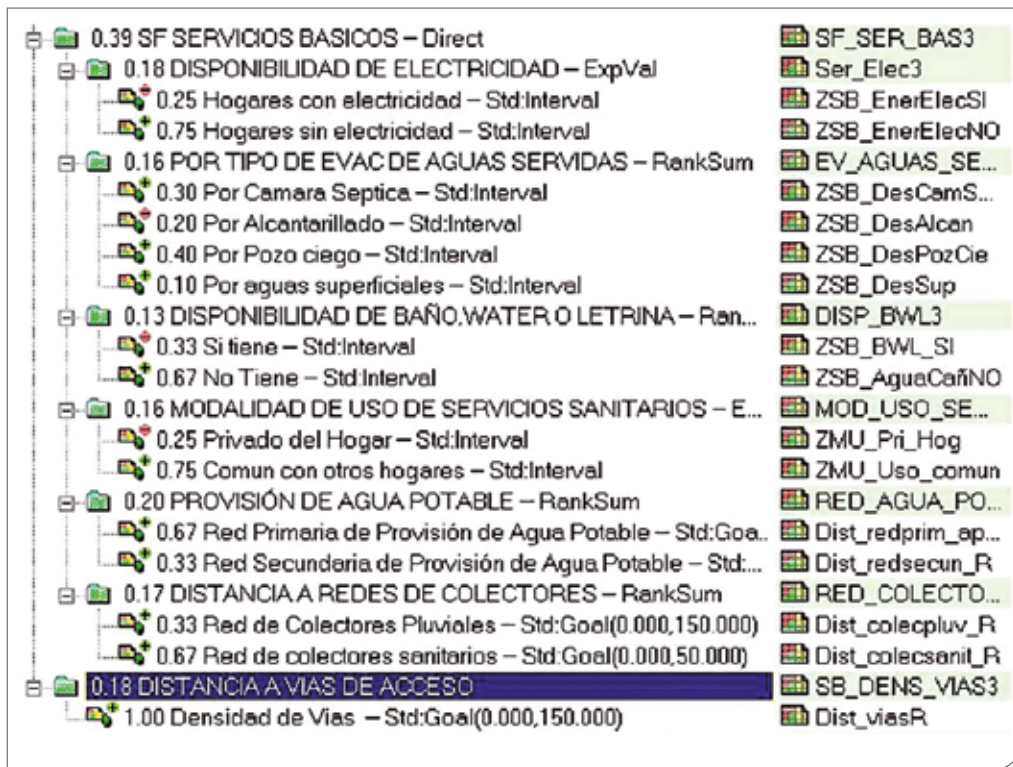 0.39 SF SERVICIOS BASICOS – Direct SF_SER_BAS3
0.18 DISPONIBILIDAD DE ELECTRICIDAD – ExpVal Ser_Elec3
0.25 Hogares con electricidad – Std:Interval ZSB_EnerElecSI
0.75 Hogares sin electricidad – Std:Interval ZSB_EnerElecNO
0.16 POR TIPO DE EVAC DE AGUAS SERVIDAS – RankSum EV_AGUAS_SE...
0.30 Por Camara Septica – Std:Interval ZSB_DesCamS...
0.20 Por Alcantarillado – Std:Interval ZSB_DesAlcan
0.40 Por Pozo ciego – Std:Interval ZSB_DesPozCie
0.10 Por aguas superficiales – Std:Interval ZSB_DesSup
0.13 DISPONIBILIDAD DE BAÑO.WATER O LETRINA – Ran... DISP_BWL3
0.33 Si tiene – Std:Interval ZSB_BWL_SI
0.67 No Tiene – Std:Interval ZSB_AguaCañNO
0.16 MODALIDAD DE USO DE SERVICIOS SANITARIOS – E... MOD_USO_SE...
0.25 Privado del Hogar – Std:Interval ZMU_Pri_Hog
0.75 Comun con otros hogares – Std:Interval ZMU_Uso_comun
0.20 PROVISIÓN DE AGUA POTABLE – RankSum RED_AGUA_PO...
0.67 Red Primaria de Provisión de Agua Potable – Std:Goa.. Dist_redprim_ap...
0.33 Red Secundaria de Provisión de Agua Potable – Std:... Dist_redsecun_R
0.17 DISTANCIA A REDES DE COLECTORES – RankSum RED_COLECTO...
0.33 Red de Colectores Pluviales – Std:Goal(0.000,150.000) Dist_colecpluv_R
0.67 Red de colectores sanitarios – Std:Goal(0.000,50.000) Dist_colecsanit_R
0.18 DISTANCIA A VIAS DE ACCESO SB_DENS_VIAS3
1.00 Densidad de Vias – Std:Goal(0.000,150.000) Dist_viasR